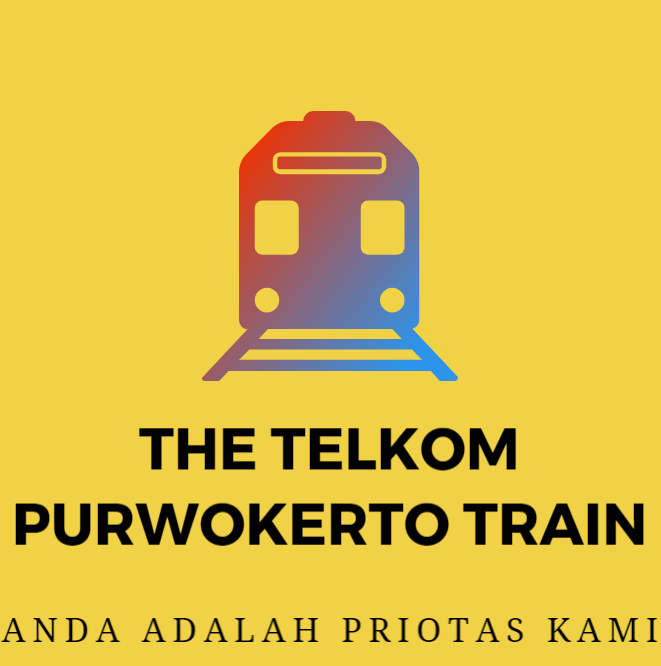 THE TELKOM
PURWOKERTO TRAIN
ANDA ADALAH PRIOTAS KAMI